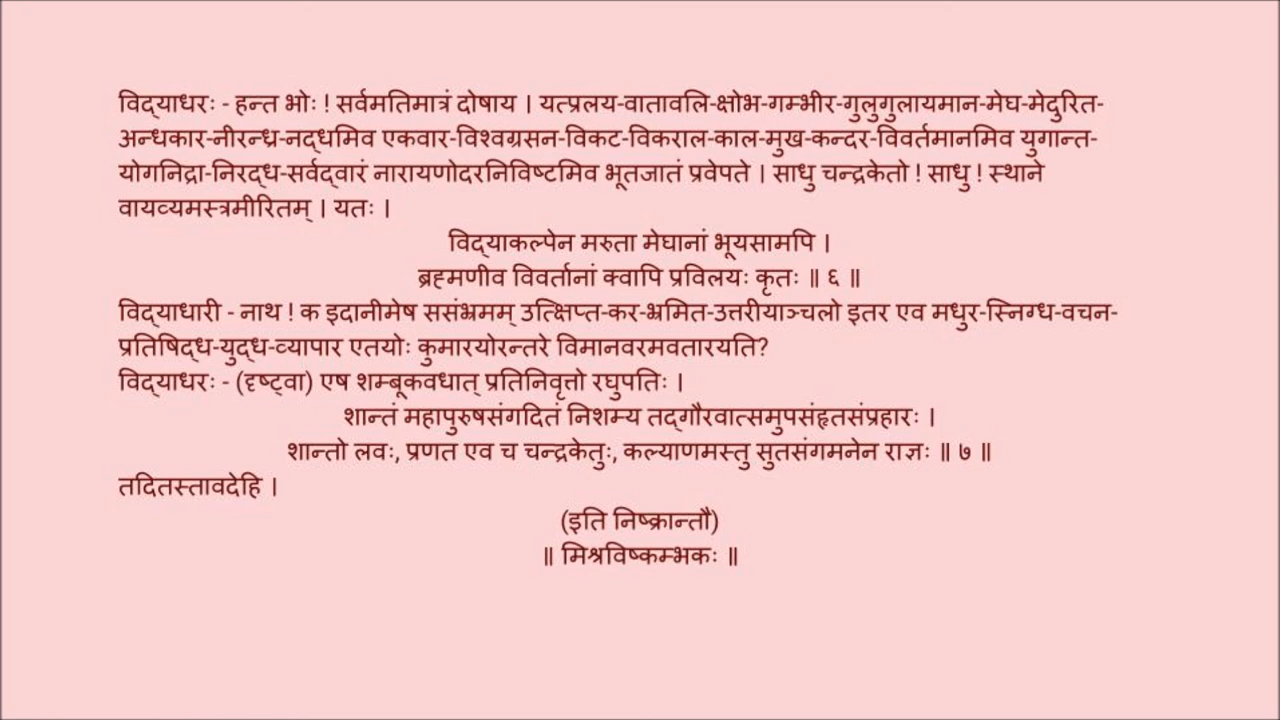 विद्याधरः - हन्त भोः ! सर्वमतिमात्रं दोषाय । यत्प्रलय-वातावलि-क्षोभ-गम्भीर-गुलुगुलायमान-मेघ-मेदुरित-
अन्धकार-नीरन्ध्र-नद्धमिव एकवार-विश्वग्रसन-विकट-विकराल-काल-मुख-कन्दर-विवर्तमानमिव युगान्त-
योगनिद्रा-निरद्ध-सर्वद्वारं नारायणोदरनिविष्टमिव भूतजातं प्रवेपते । साधु चन्द्रकेतो ! साधु ! स्थाने
वायव्यमस्त्रमीरितम् । यतः ।
विद्याकल्पेन मरुता मेघानां भूयसामपि ।
ब्रह्मणीव विवर्तानां क्वापि प्रविलयः कृतः ॥ ६ ॥
विद्याधारी - नाथ ! क इदानीमेष ससंभ्रमम् उत्क्षिप्त-कर-भ्रमित-उत्तरीयाञ्चलो इतर एव मधुर-स्निग्ध-वचन-
प्रतिषिद्ध-युद्ध-व्यापार एतयोः कुमारयोरन्तरे विमानवरमवतारयति?
विद्याधरः - (दृष्ट्वा) एष शम्बूकवधात् प्रतिनिवृत्तो रघुपतिः ।
शान्तं महापुरुषसंगदितं निशम्य तद्गौरवात्समुपसंहृतसंप्रहारः ।
शान्तो लवः, प्रणत एव च चन्द्रकेतुः, कल्याणमस्तु सुतसंगमनेन राज्ञः ॥ ७ ॥
तदितस्तावदेहि ।
(इति निष्क्रान्तौ)
॥ मिश्रविष्कम्भकः ॥